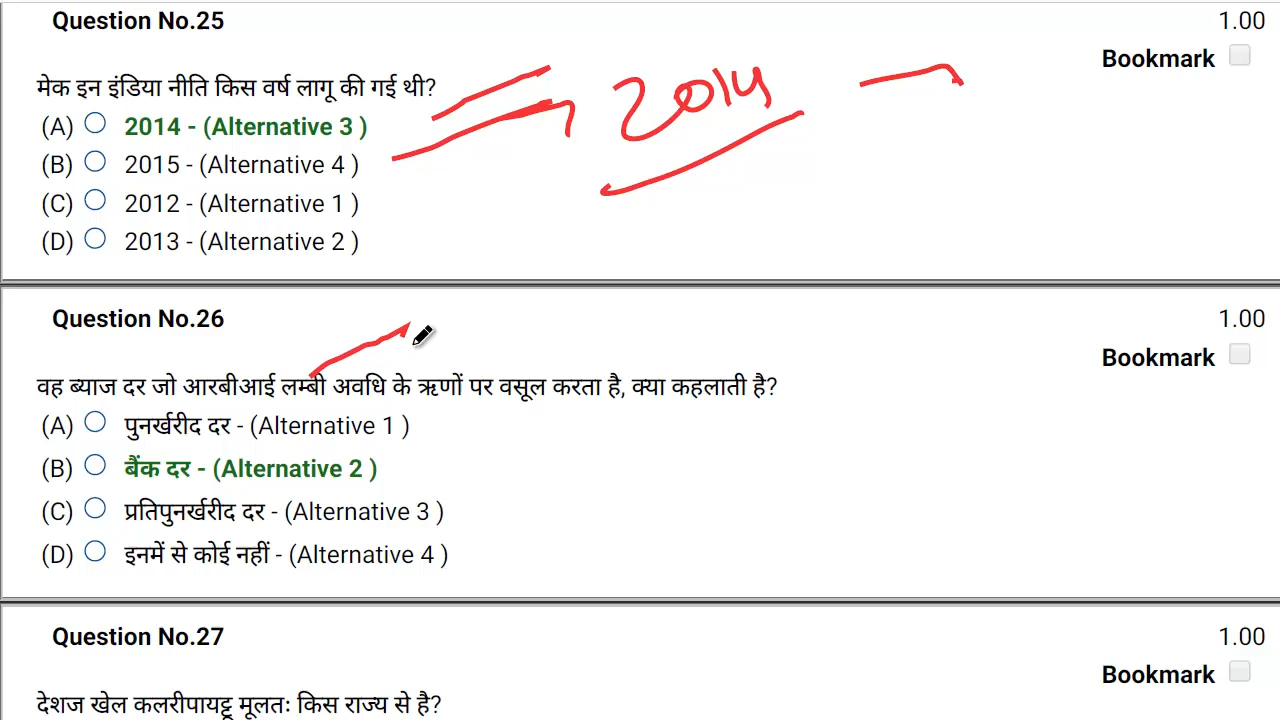 Question No.25 1.00
Bookmark
मेक इन इंडिया नीति किस वर्ष लागू की गई थी?
2014
(A) 2014 - (Alternative 3 )
(B) 2015 - (Alternative 4 )
(C) 2012 - (Alternative 1 )
(D) 2013 - (Alternative 2 )
Question No.26 1.00
Bookmark
वह ब्याज दर जो आरबीआई लम्बी अवधि के ऋणों पर वसूल करता है, क्या कहलाती है?
(A) पुनर्खरीद दर - (Alternative 1 )
(B) बैंक दर - (Alternative 2 )
(C) प्रतिपुनर्खरीद दर - (Alternative 3 )
(D) इनमें से कोई नहीं - (Alternative 4 )
Question No.27 1.00
Bookmark
देशज खेल कलरीपायट्टू मूलतः किस राज्य से है?